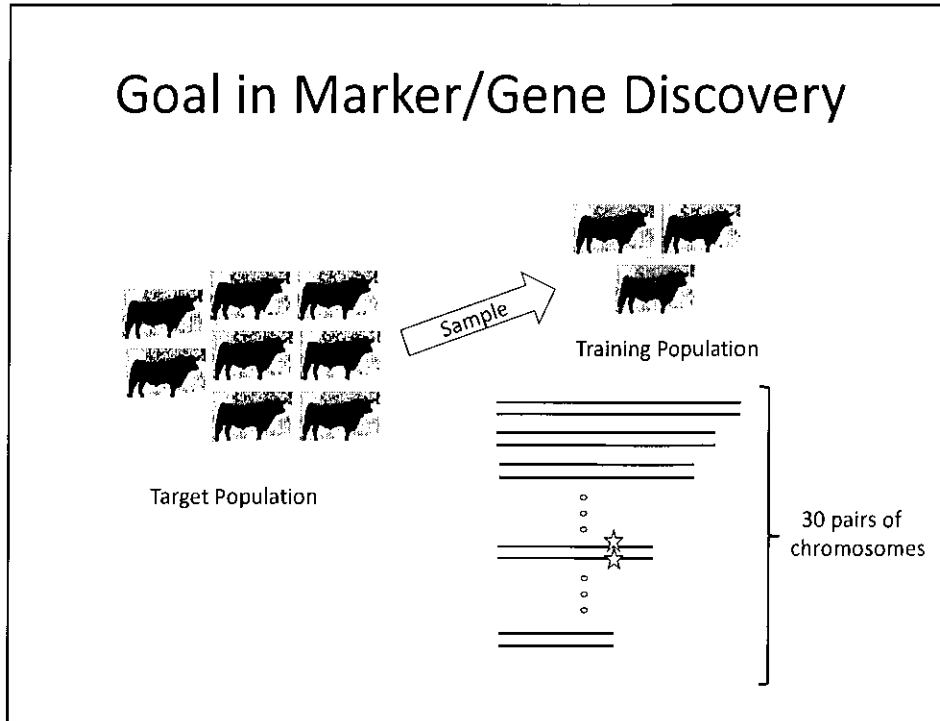 Goal in Marker/Gene Discovery
Sample
Training Population
Target Population
30 pairs of
chromosomes